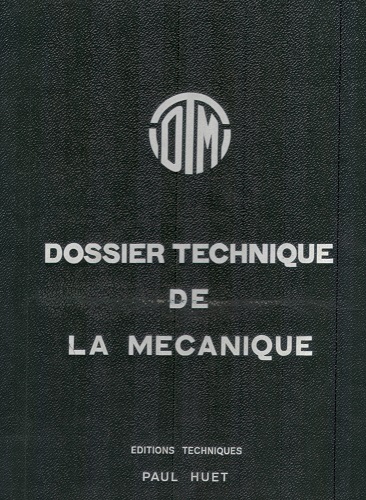 DTM
DOSSIER TECHNIQUE
DE
LA MECANIQUE
EDITIONS TECHNIQUES
PAUL HUET